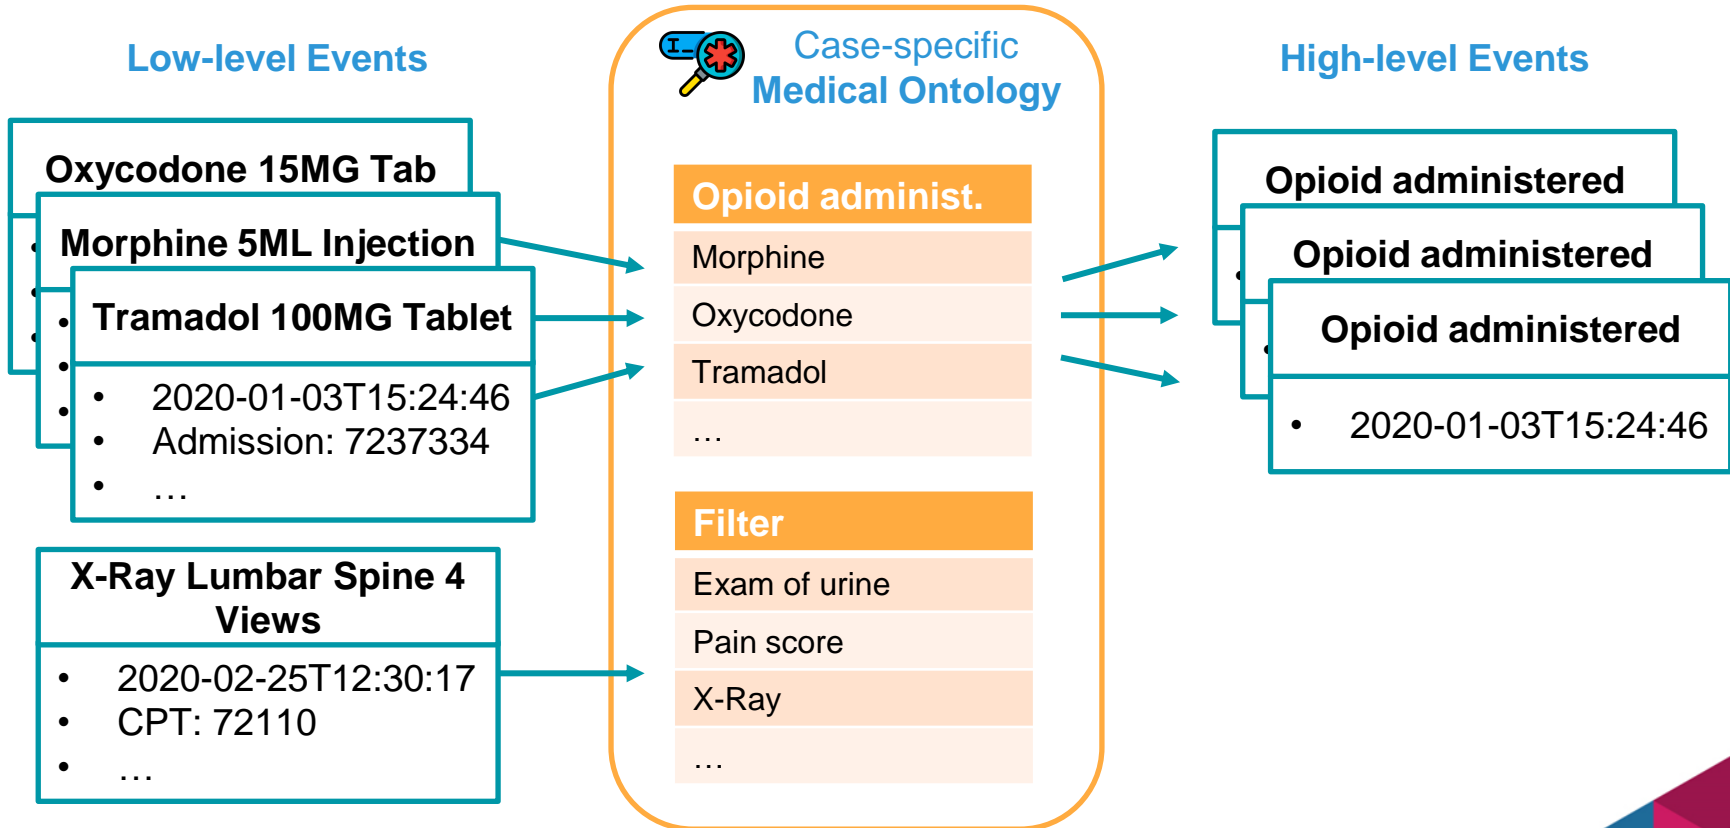 Low-level Events
Oxycodone 15MG Tab
Morphine 5ML Injection
Tramadol 100MG Tablet
• 2020-01-03T15:24:46
• Admission: 7237334
• …
X-Ray Lumbar Spine 4
Views
• 2020-02-25T12:30:17
• CPT: 72110
• …
Case-specific
Medical Ontology
Opioid administ.
Morphine
Oxycodone
Tramadol
…
Filter
Exam of urine
Pain score
X-Ray
…
High-level Events
Opioid administered
Opioid administered
Opioid administered
• 2020-01-03T15:24:46